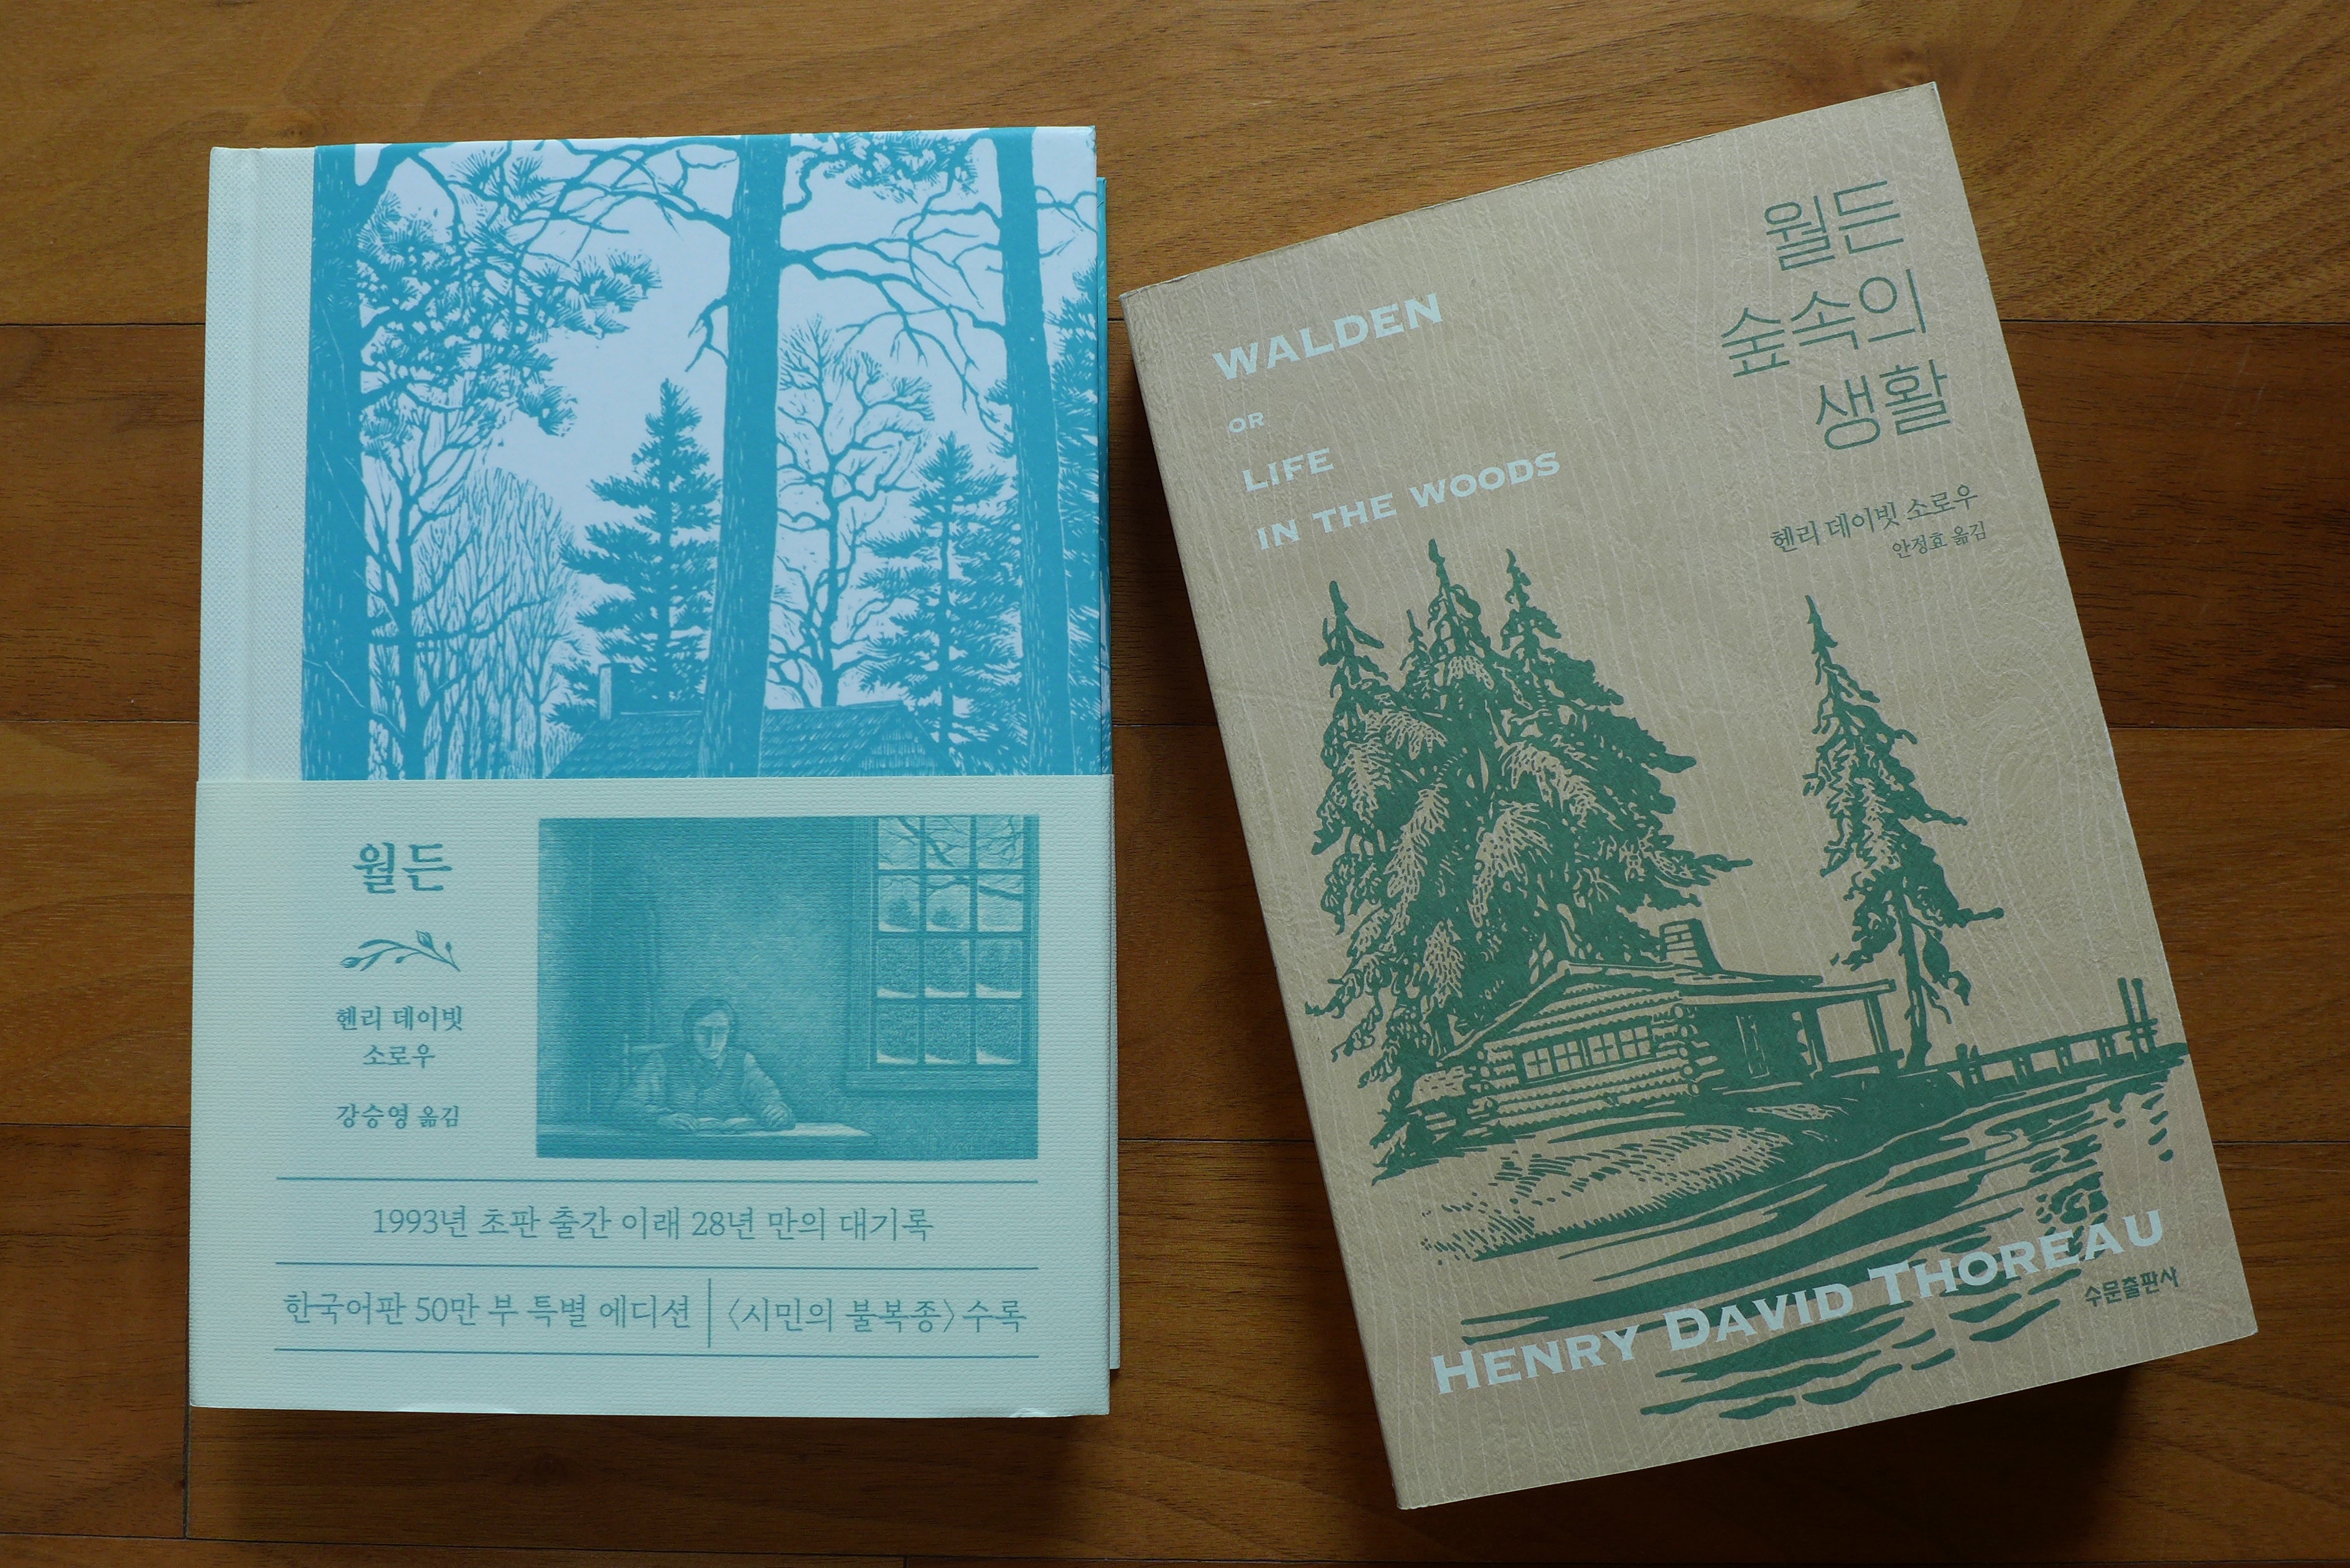 월든
헨리 데이빗
소로우
강승영 옮김
1993년 초판 출간 이래 28년 만의 대기록
한국어판 50만 부 특별 에디션 | 〈시민의 불복종〉 수록
WALDEN
OR
LIFE
IN THE WOODS
월든
숲속의
생활
헨리 데이빗 소로우
안정효 옮김
HENRY DAVID THOREAU
수문출판사